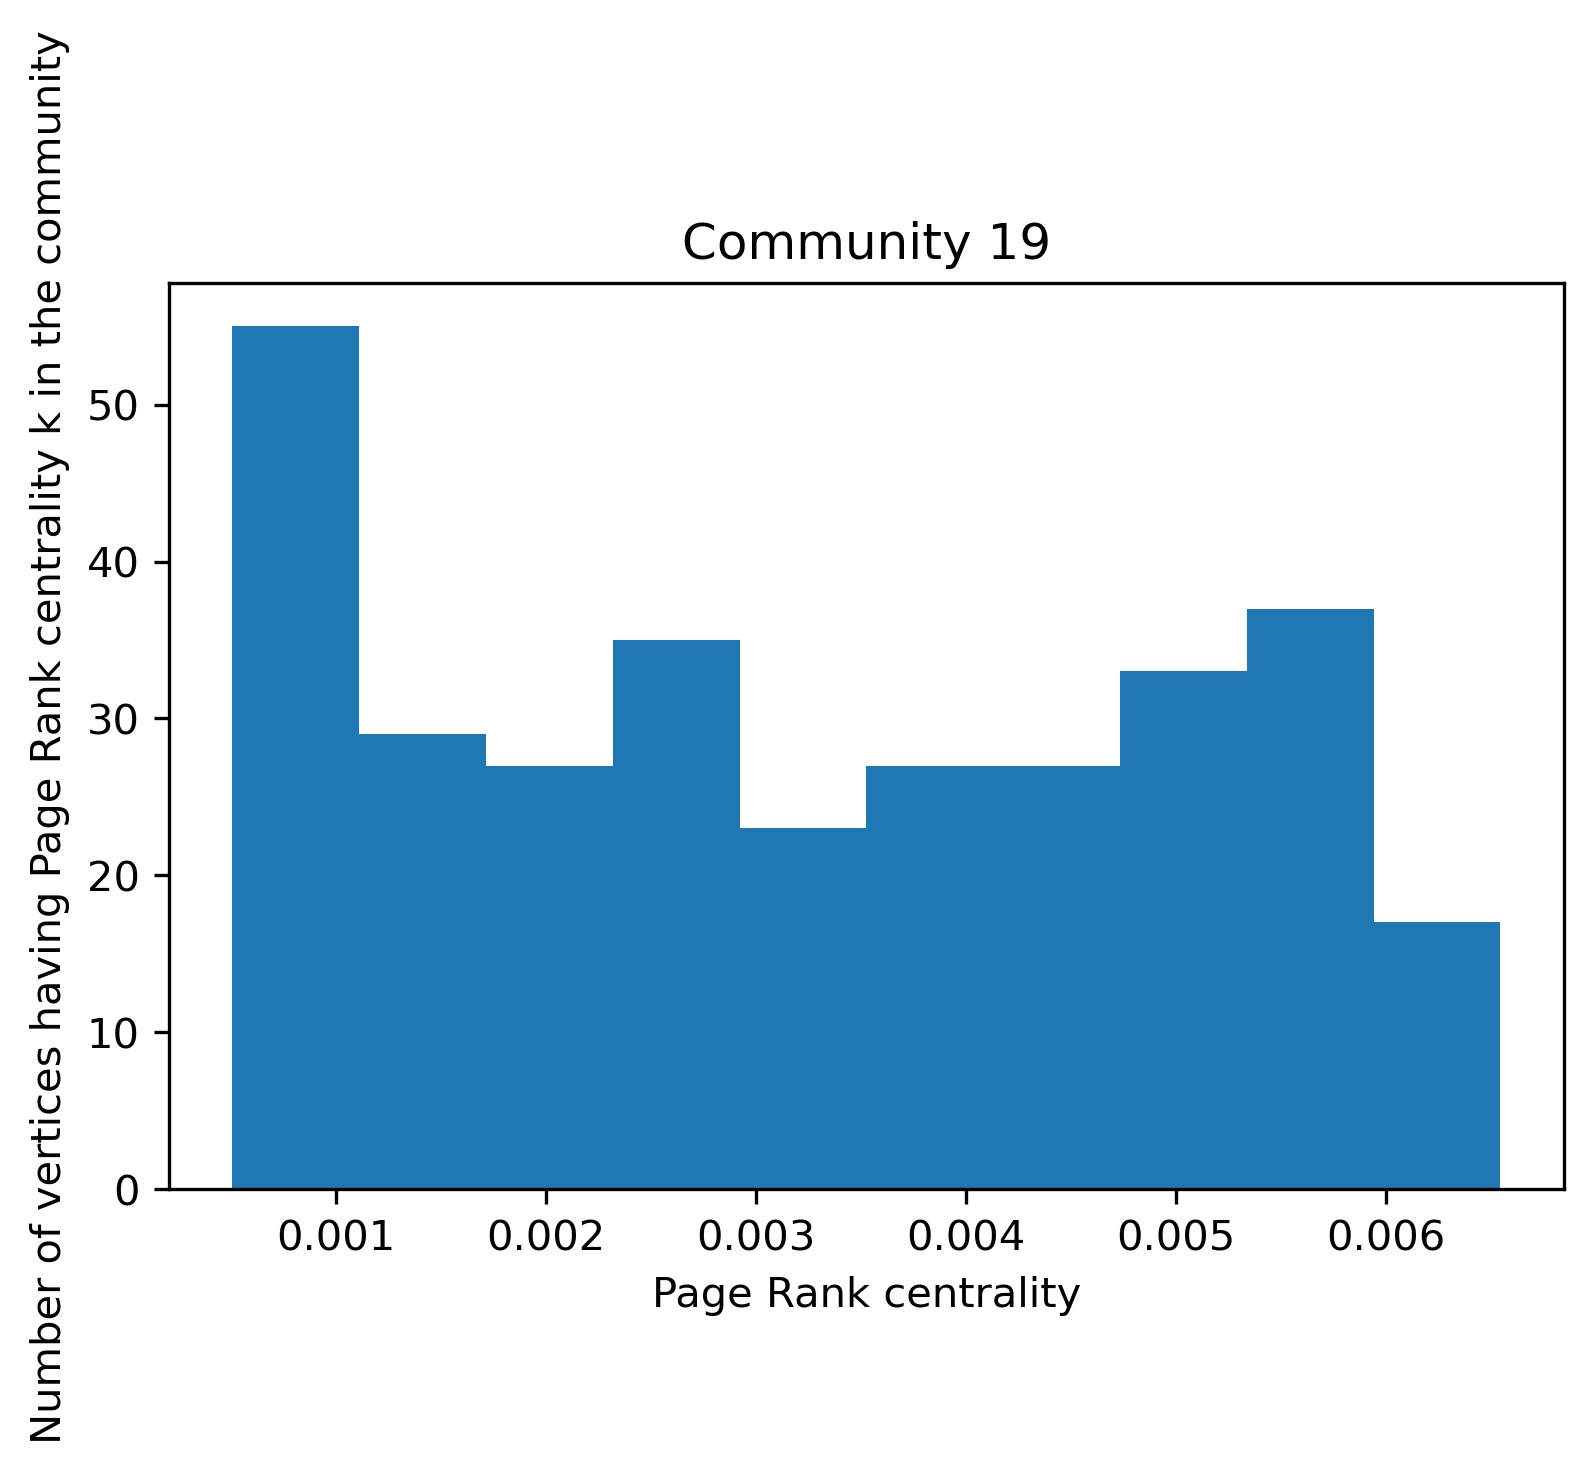 Community 19
Number of vertices having Page Rank centrality k in the community
50
40
30
20
10
0
0.001 0.002 0.003 0.004 0.005 0.006
Page Rank centrality